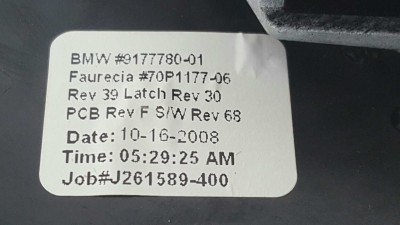 BMW #9177780-01
Faurecia #70P1177-06
Rev 39 Latch Rev 30
PCB Rev F S/W Rev 68
Date: 10-16-2008
Time: 05:29:25 AM
Job#J261589-400